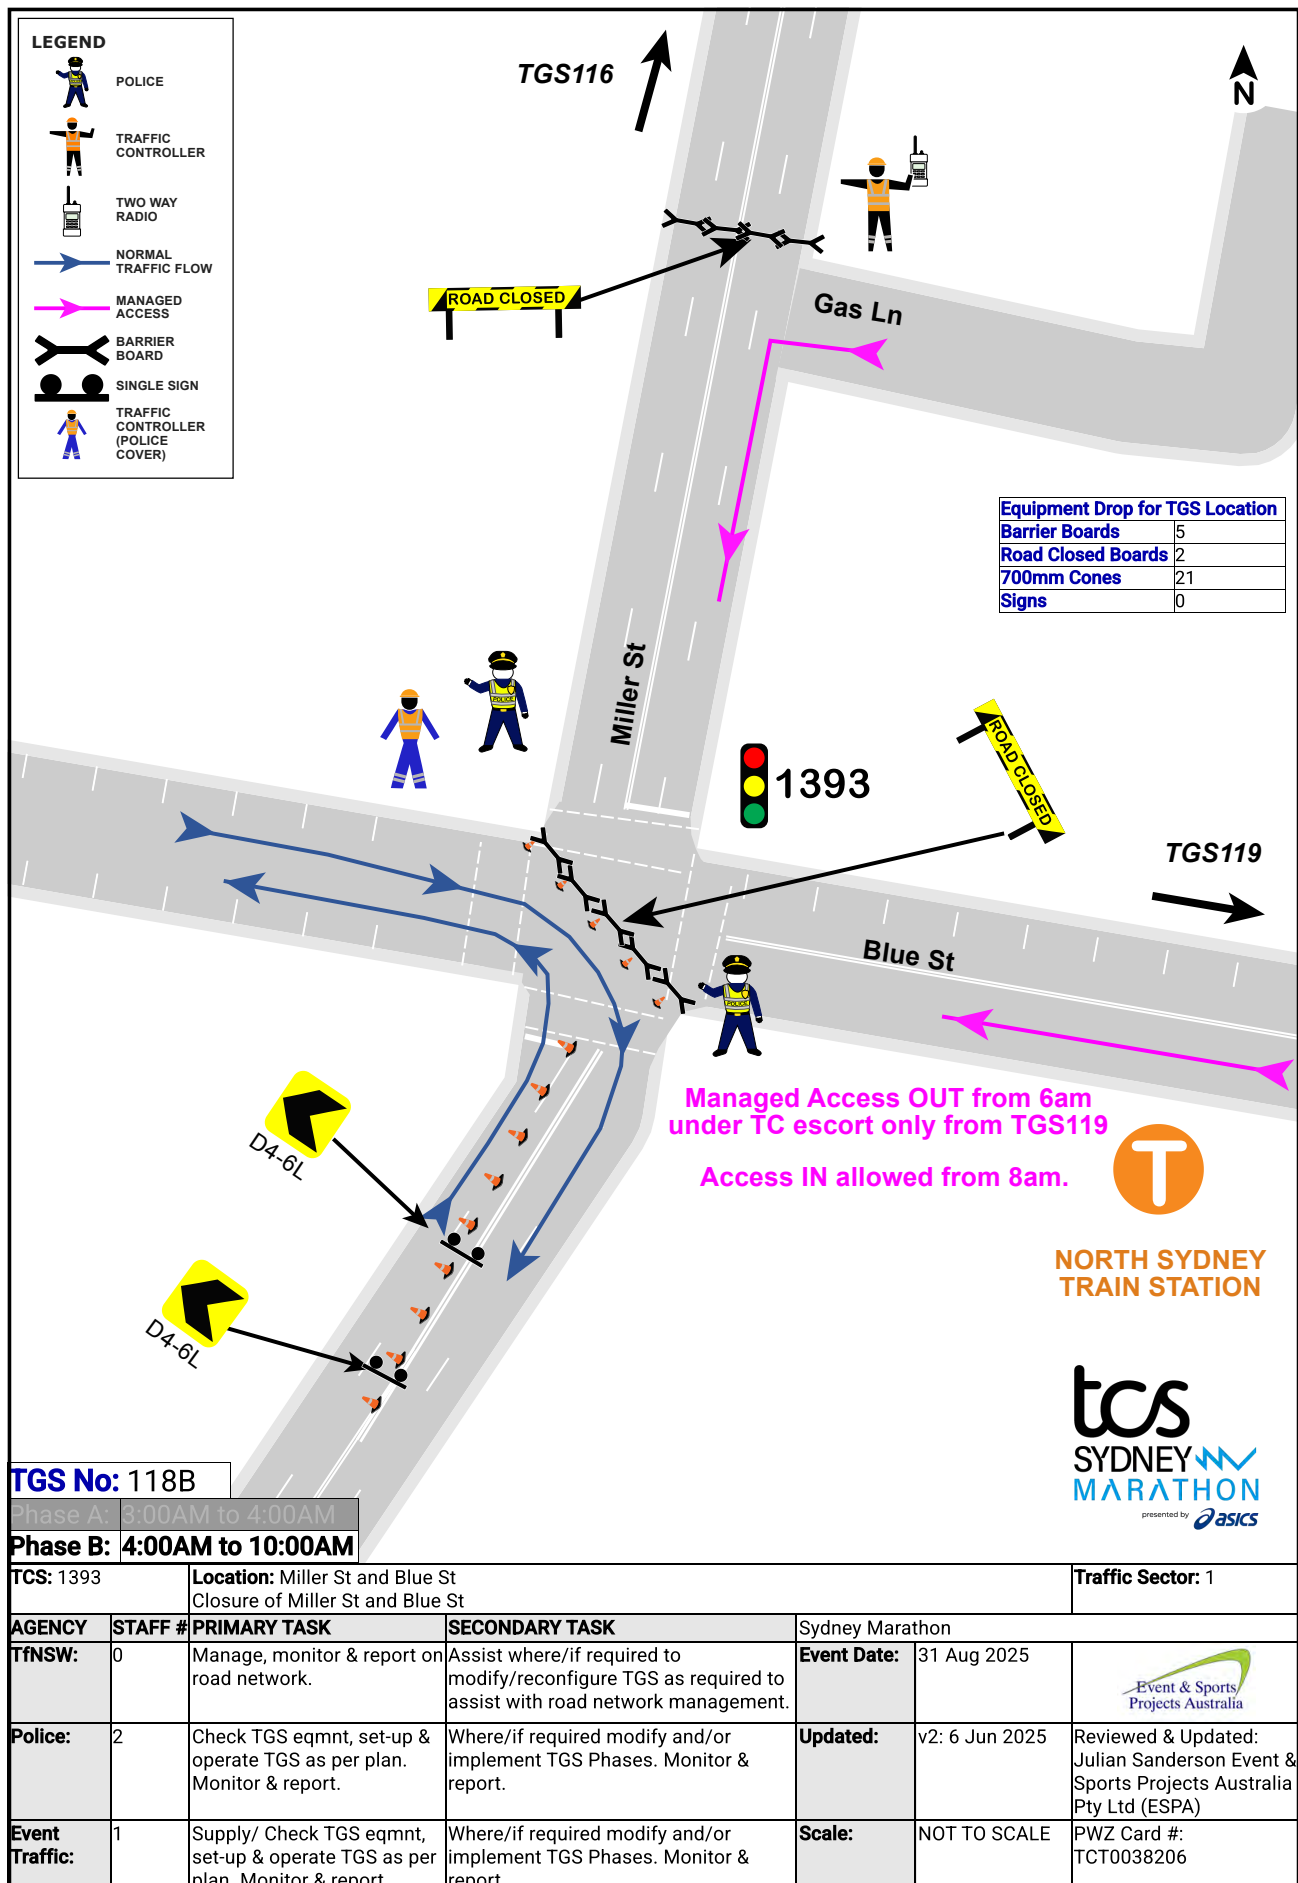 LEGEND
POLICE
TRAFFIC
CONTROLLER
TWO WAY
RADIO
NORMAL
TRAFFIC FLOW
MANAGED
ACCESS
BARRIER
BOARD
SINGLE SIGN
TRAFFIC
CONTROLLER
(POLICE
COVER)
TGS116
N
ROAD CLOSED
Gas Ln
Equipment Drop for TGS Location
Barrier Boards 5
Road Closed Boards 2
700mm Cones 21
Signs 0
Miller St
POLICE
1393
ROAD CLOSED
TGS119
Blue St
POLICE
Managed Access OUT from 6am
under TC escort only from TGS119
Access IN allowed from 8am.
T
NORTH SYDNEY
TRAIN STATION
D4-6L
D4-6L
tcs
SYDNEY
MARATHON
presented by asics
TGS No: 118B
Phase A: 3:00AM to 4:00AM
Phase B: 4:00AM to 10:00AM
TCS: 1393 Location: Miller St and Blue St Traffic Sector: 1
Closure of Miller St and Blue St
AGENCY STAFF # PRIMARY TASK SECONDARY TASK Sydney Marathon
TfNSW: 0 Manage, monitor & report on Assist where/if required to Event Date: 31 Aug 2025
road network. modify/reconfigure TGS as required to
assist with road network management.
Event & Sports
Projects Australia
Police: 2 Check TGS eqmnt, set-up & Where/if required modify and/or Updated: v2: 6 Jun 2025 Reviewed & Updated:
operate TGS as per plan. implement TGS Phases. Monitor & Julian Sanderson Event &
Monitor & report. report. Sports Projects Australia
Pty Ltd (ESPA)
Event 1 Supply/ Check TGS eqmnt, Where/if required modify and/or Scale: NOT TO SCALE PWZ Card #:
Traffic: set-up & operate TGS as per implement TGS Phases. Monitor & TCT0038206
plan. Monitor & report. report.